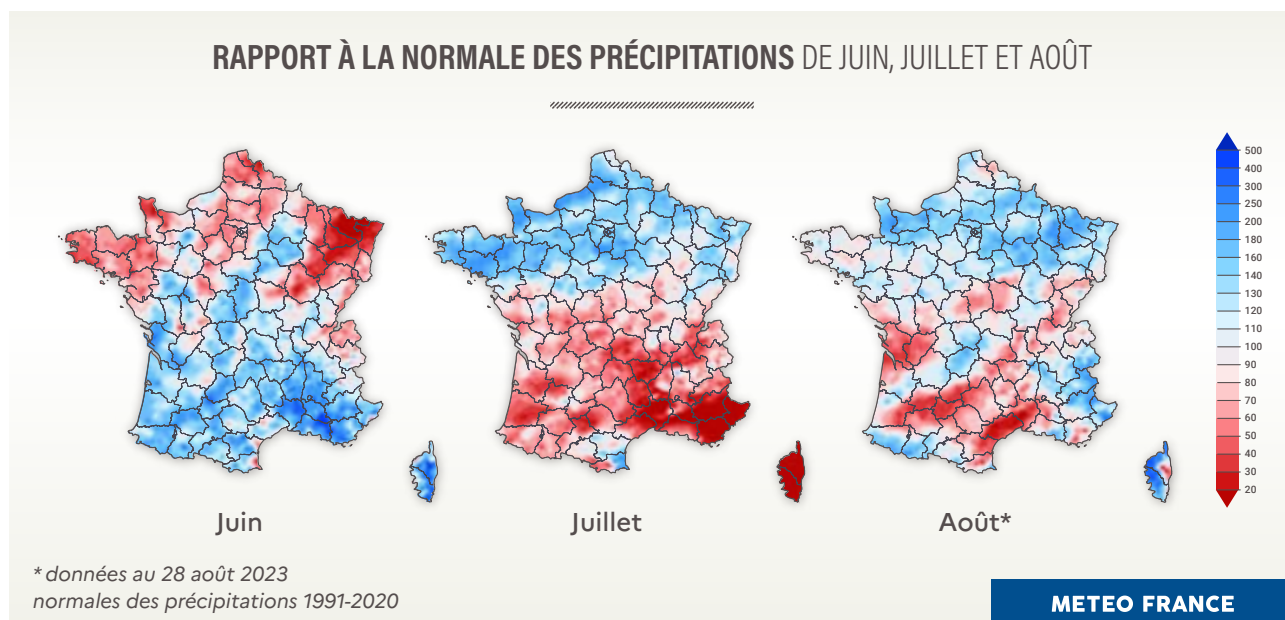 RAPPORT À LA NORMALE DES PRÉCIPITATIONS DE JUIN, JUILLET ET AOÛT
500
400
300
250
200
180
160
140
130
120
110
100
90
80
70
60
50
40
30
20
Juin
Juillet
Août*
* données au 28 août 2023
normales des précipitations 1991-2020
METEO FRANCE